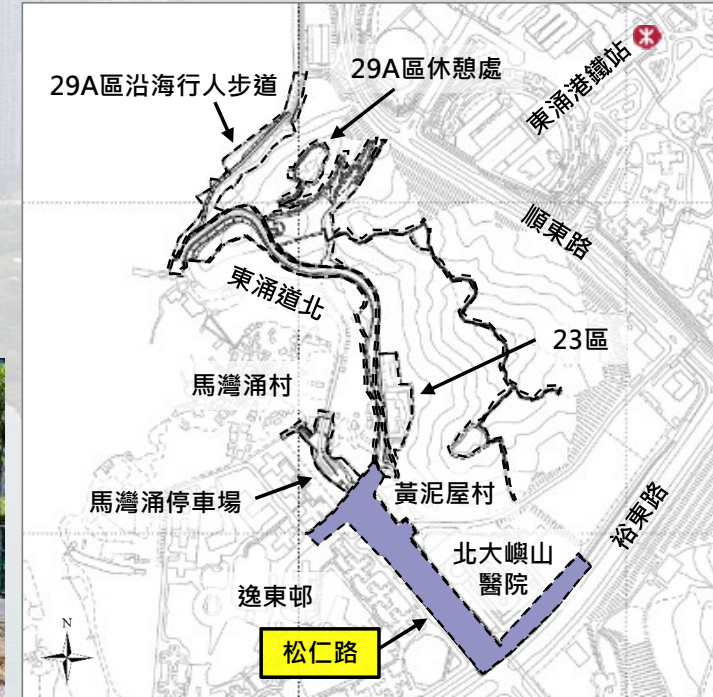 29A區沿海行人步道
29A區休憩處
東涌港鐵站
順東路
東涌道北
23區
馬灣涌村
馬灣涌停車場
黃泥屋村
裕東路
北大嶼山
醫院
逸東邨
松仁路
N